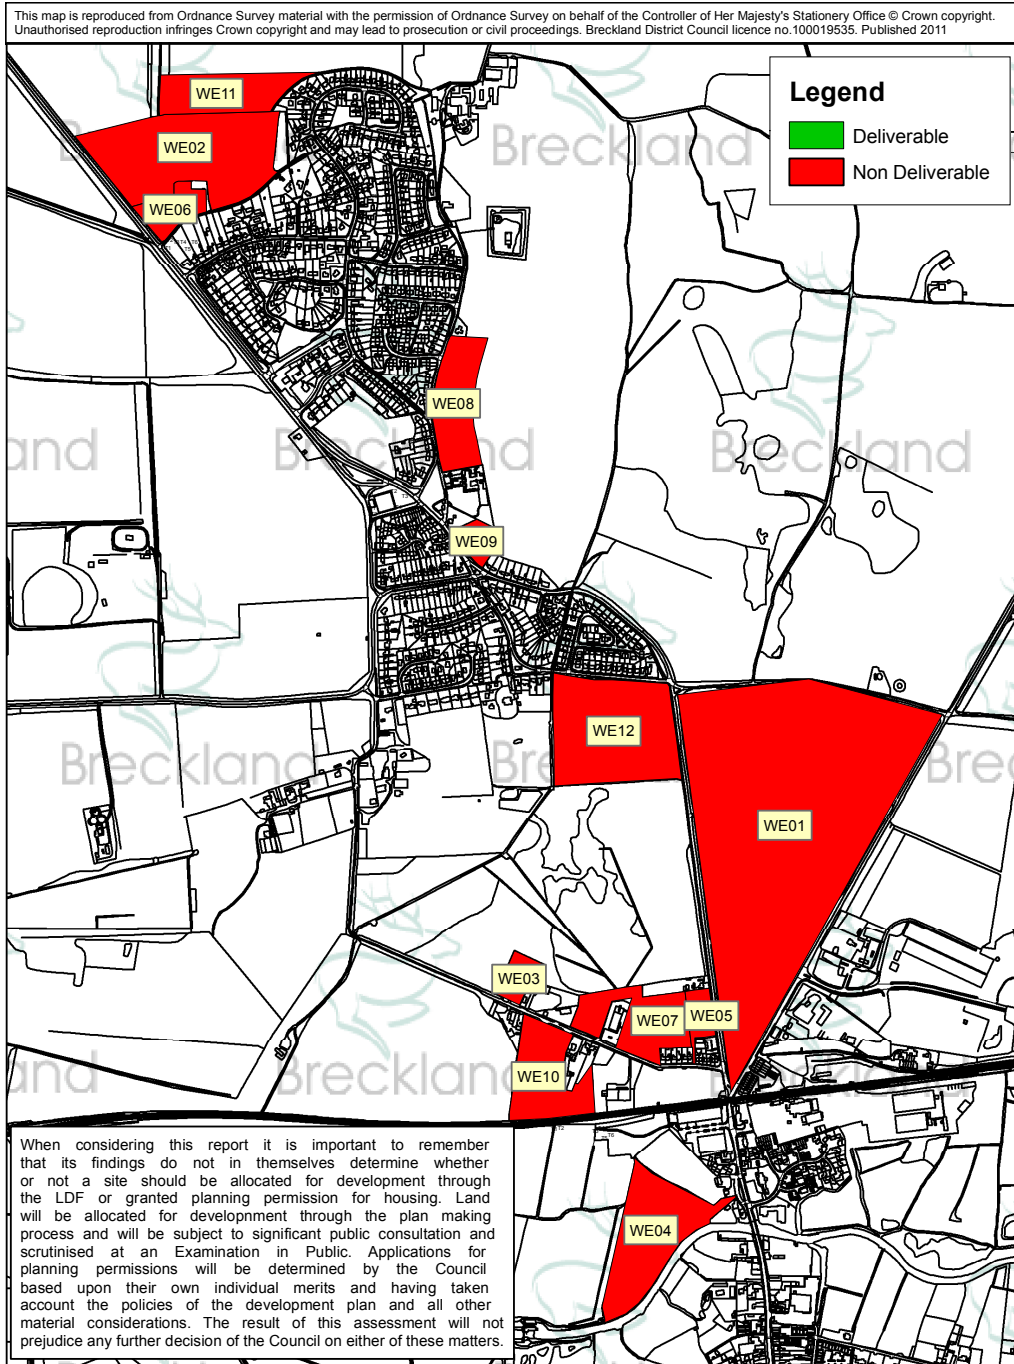 This map is reproduced from Ordnance Survey material with the permission of Ordnance Survey on behalf of the Controller of Her Majesty's Stationery Office © Crown copyright.
Unauthorised reproduction infringes Crown copyright and may lead to prosecution or civil proceedings. Breckland District Council licence no.100019535. Published 2011
Legend
Deliverable
Non Deliverable
WE11
WE02
WE06
Breckland
WE08
and
Breckland
Breckland
WE09
WE12
Breckland
Bre
Brec
WE01
WE03
WE07
WE05
and
Breckland
Breckland
WE10
WE04
When considering this report it is important to remember
that its findings do not in themselves determine whether
or not a site should be allocated for development through
the LDF or granted planning permission for housing. Land
will be allocated for developnment through the plan making
process and will be subject to significant public consultation and
scrutinised at an Examination in Public. Applications for
planning permissions will be determined by the Council
based upon their own individual merits and having taken
account the policies of the development plan and all other
material considerations. The result of this assessment will not
prejudice any further decision of the Council on either of these matters.